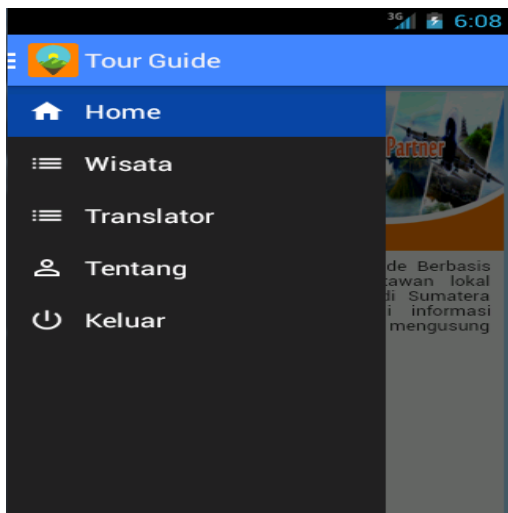 3G 6:08
Tour Guide
Home
Partner
Wisata
Translator
Tentang
de Berbasis
tawan lokal
di Sumatera
i informasi
mengusung
Keluar